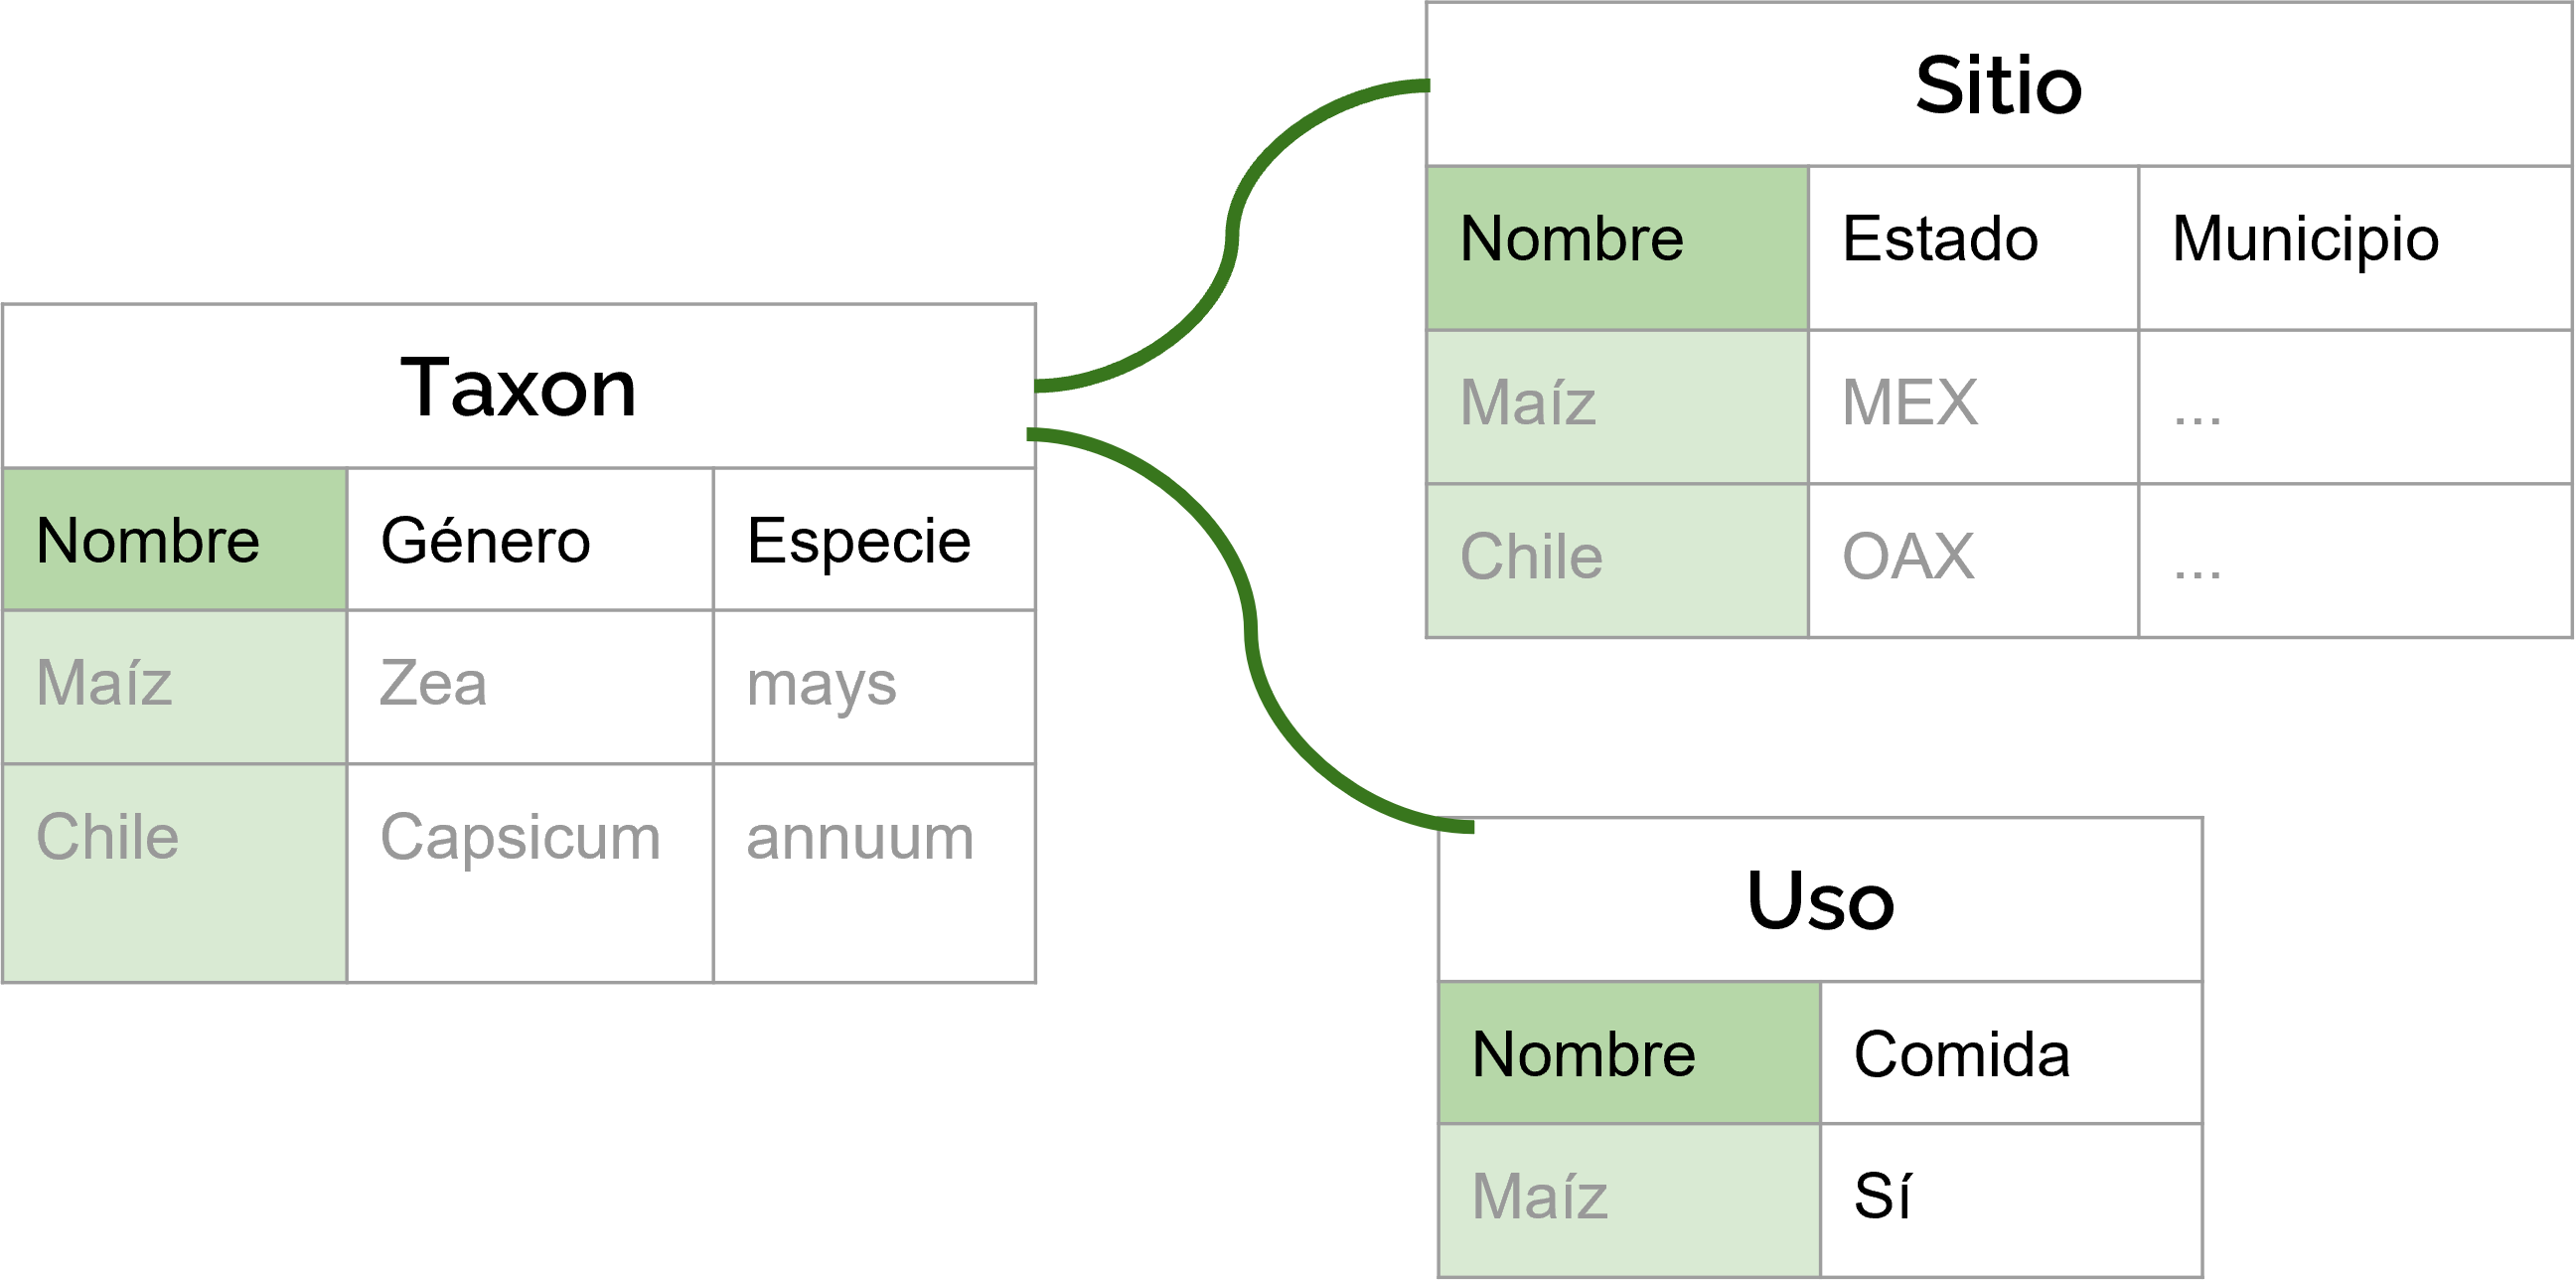 Sitio
Nombre Estado Municipio
Maíz MEX ...
Chile OAX ...
Taxon
Nombre Género Especie
Maíz Zea mays
Chile Capsicum annuum
Uso
Nombre Comida
Maíz Sí